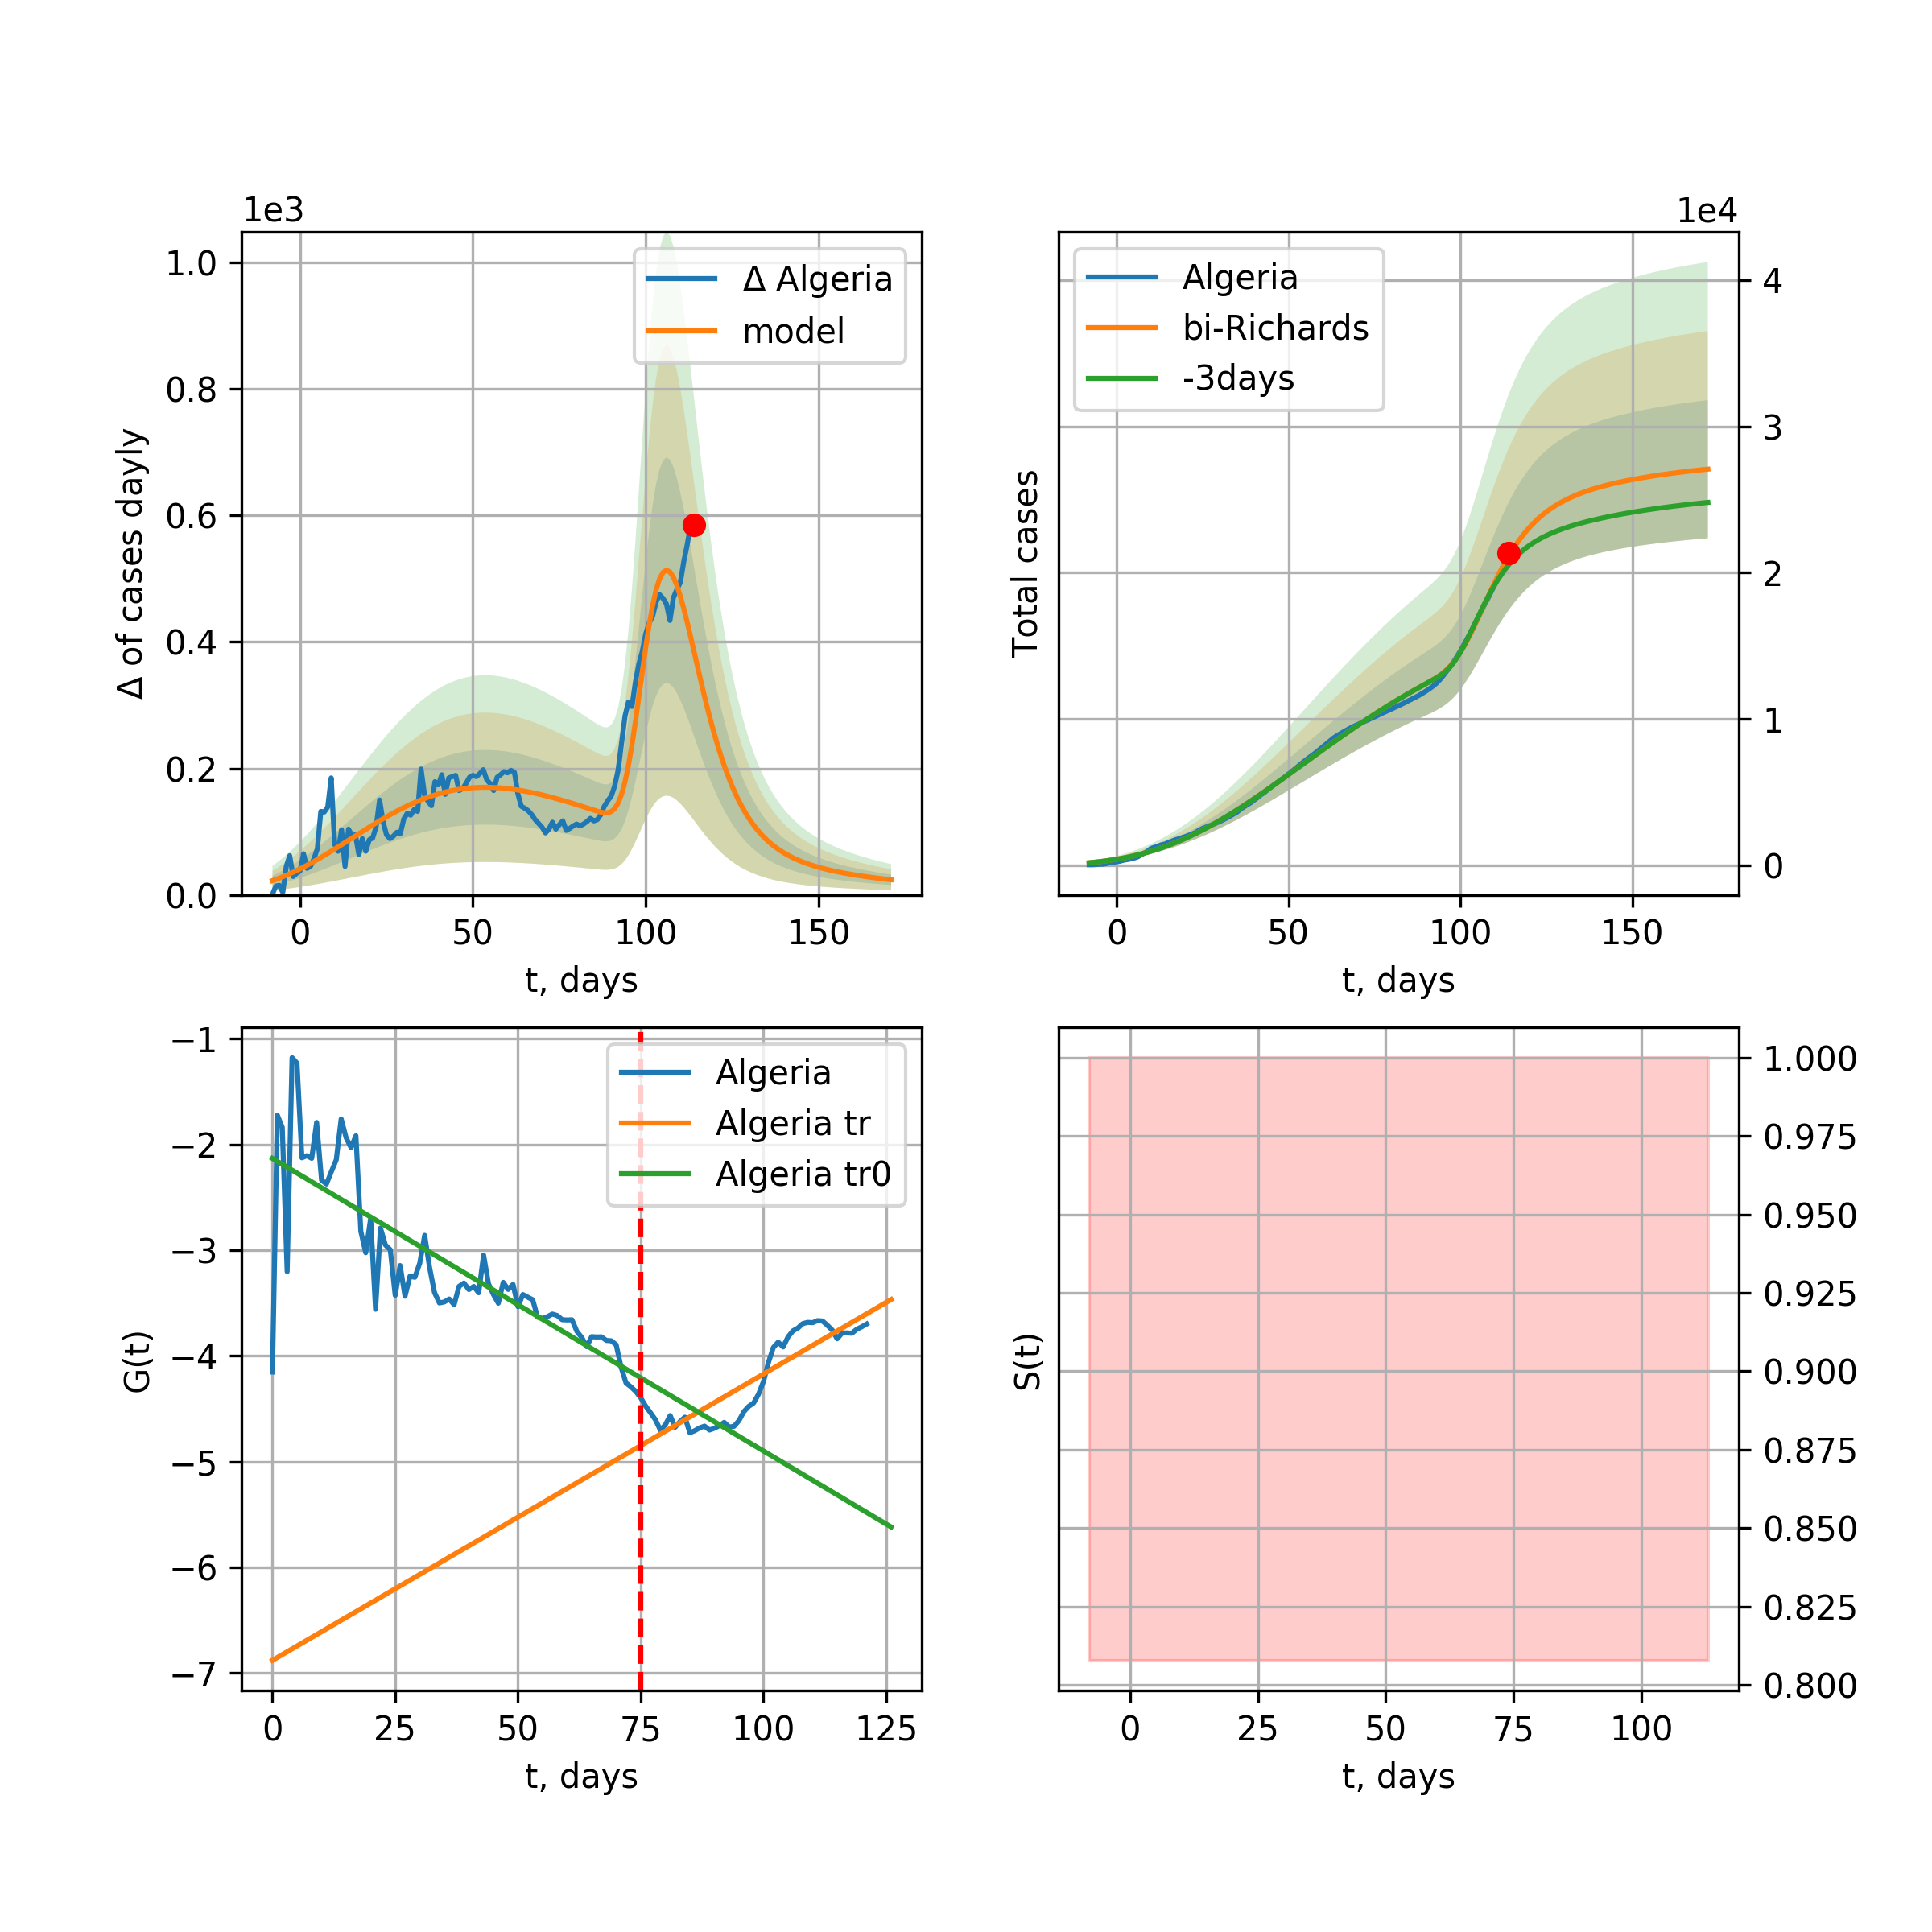 1e3
Δ of cases dayly
1.0
0.8
0.6
0.4
0.2
0.0
0 50 100 150
t, days
Δ Algeria
model
1e4
Total cases
4
3
2
1
0
0 50 100 150
t, days
Algeria
bi-Richards
-3days
G(t)
−1
−2
−3
−4
−5
−6
−7
0 25 50 75 100 125
t, days
Algeria
Algeria tr
Algeria tr0
S(t)
1.000
0.975
0.950
0.925
0.900
0.875
0.850
0.825
0.800
0 25 50 75 100
t, days